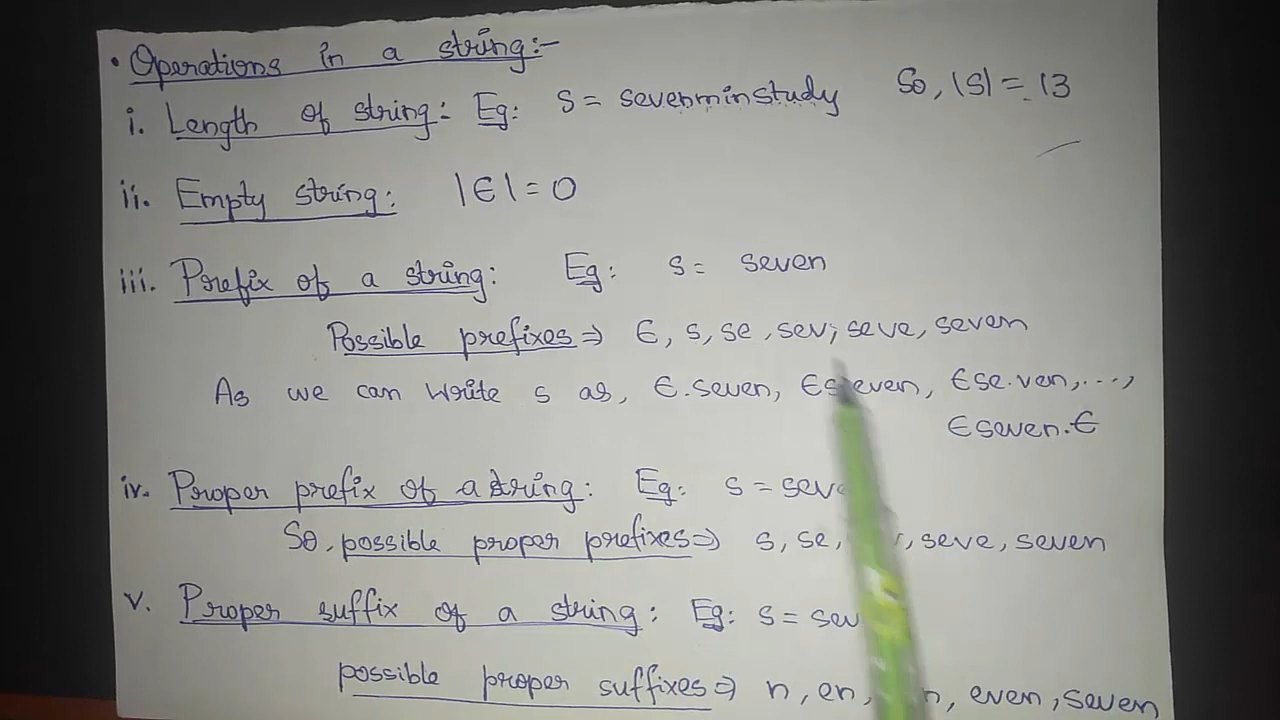 • Operations in a string:-
i. Length of string: Eg: S = sevenminstudy So, |S| = 13
ii. Empty string: |ϵ| = 0
iii. Prefix of a string: Eg: s = seven
Possible prefixes ⇒ ϵ, s, se, sev, seve, seven
As we can write s as, ϵ.seven, ϵs.even, ϵse.ven,...,
ϵseven.ϵ
iv. Proper prefix of a string: Eg: s = seve
So, possible proper prefixes ⇒ s, se, seve, seven
v. Proper suffix of a string: Eg: s = sev
possible proper suffixes ⇒ n, en, even, seven